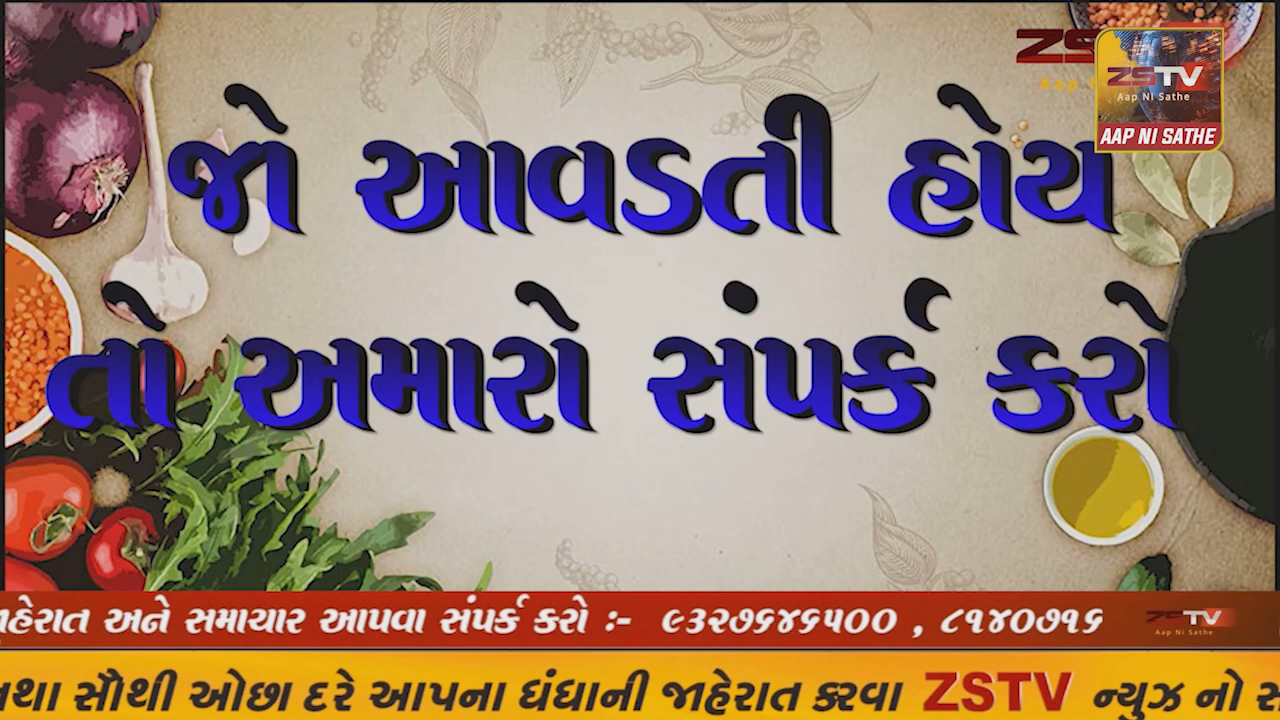 ZSTV
Aap Ni Sathe
AAP NI SATHE
જો આવડતી હોય
તો અમારો સંપર્ક કરો
અને સમાચાર આપવા સંપર્ક કરો :- ૯૩૨૭૬૪૬૫૦૦ , ૮૧૪૦૭૧૬
ZSTV
Aap Ni Sathe
સૌથી ઓછા દરે આપના ધંધાની જાહેરાત કરવા ZSTV ન્યુઝ નો